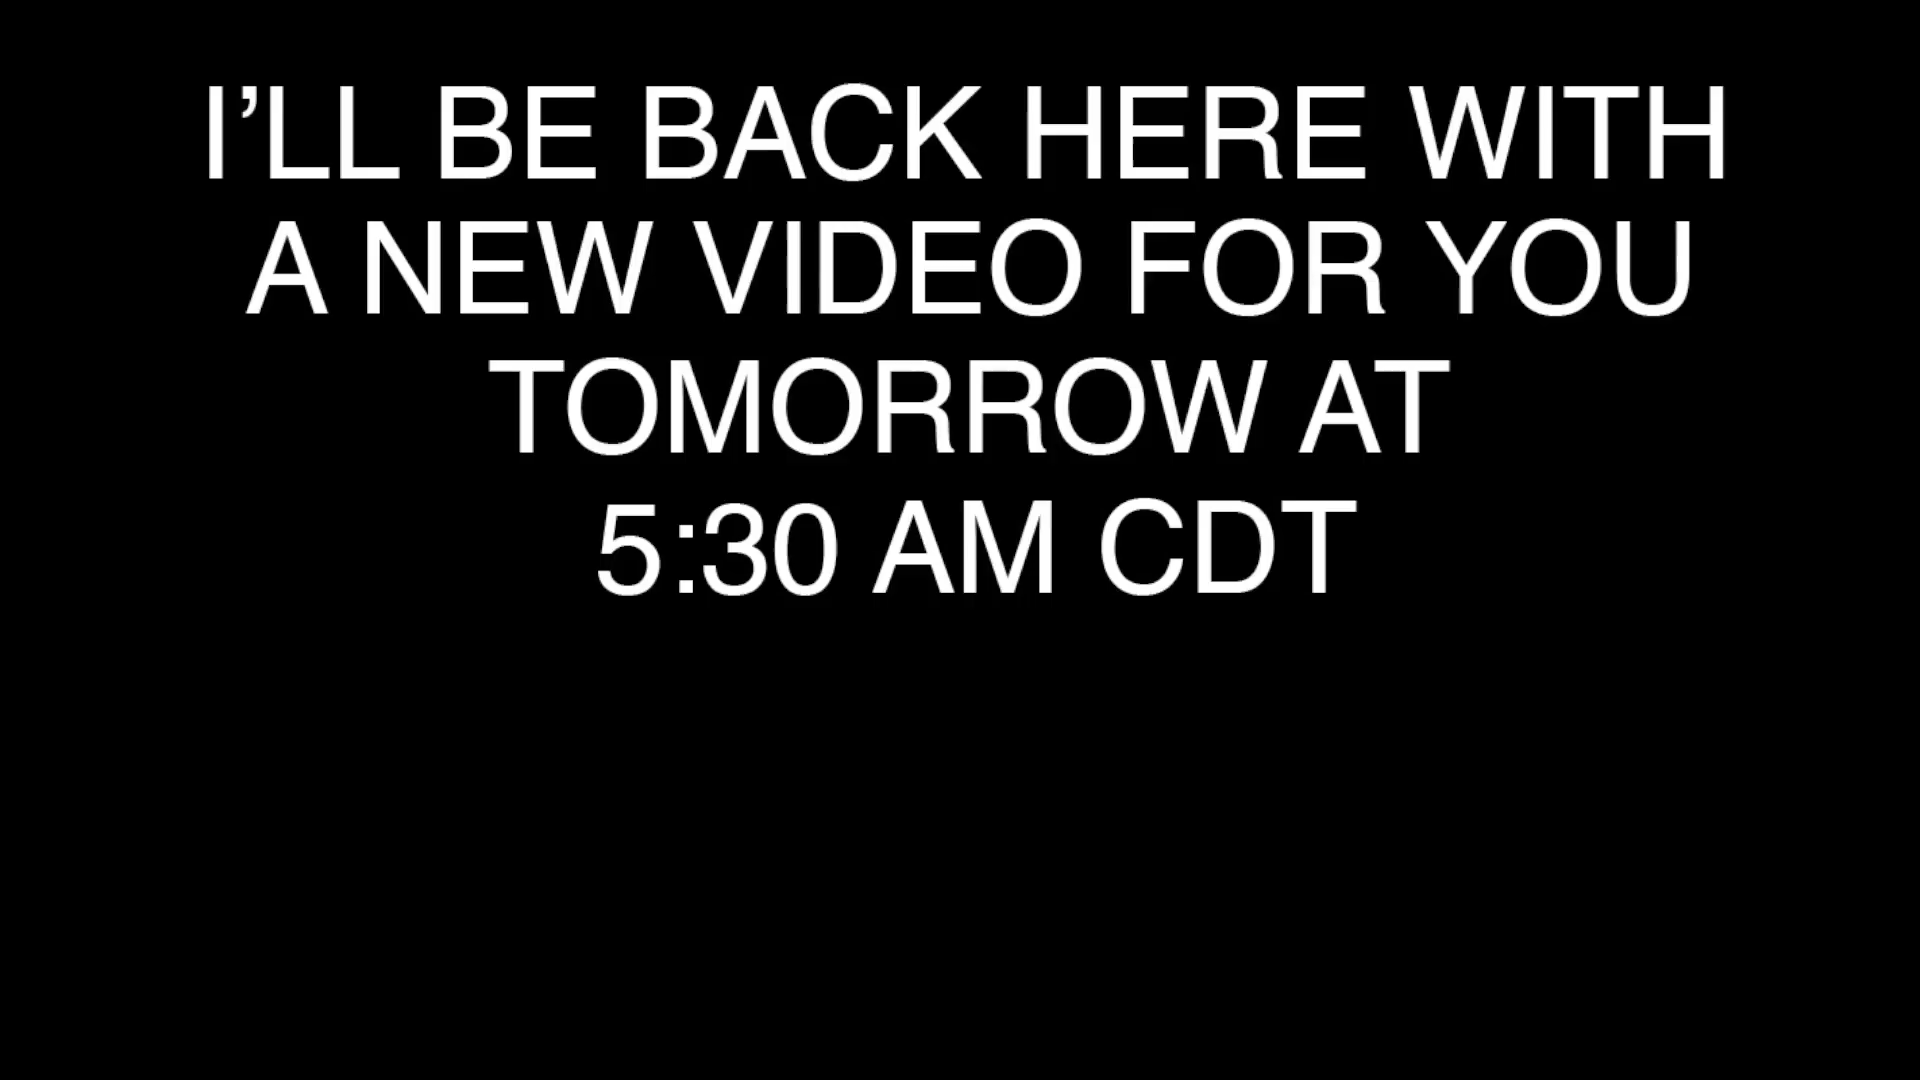 I’LL BE BACK HERE WITH
A NEW VIDEO FOR YOU
TOMORROW AT
5:30 AM CDT